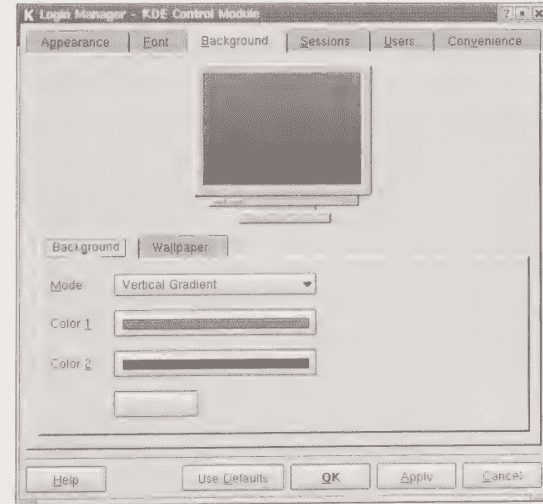 K Login Manager - KDE Control Module
Appearance Font Background Sessions Users Convenience
Background Wallpaper
Mode Vertical Gradient
Color 1
Color 2
Help Use Defaults OK Apply Cancel